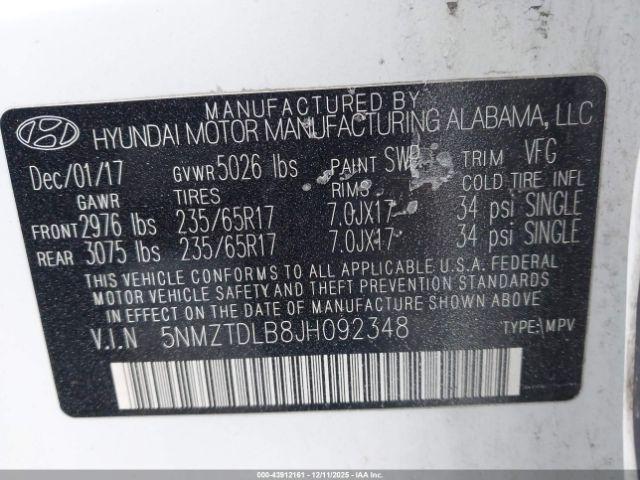 MANUFACTURED BY
HYUNDAI MOTOR MANUFACTURING ALABAMA, LLC
Dec/01/17 GVWR 5026 lbs PAINT SWP TRIM VFG
GAWR TIRES RIMS COLD TIRE INFL
FRONT 2976 lbs 235/65R17 7.0JX17 34 psi SINGLE
REAR 3075 lbs 235/65R17 7.0JX17 34 psi SINGLE
THIS VEHICLE CONFORMS TO ALL APPLICABLE U.S.A. FEDERAL
MOTOR VEHICLE SAFETY AND THEFT PREVENTION STANDARDS
IN EFFECT ON THE DATE OF MANUFACTURE SHOWN ABOVE.
V.I.N 5NMZTDLB8JH092348 TYPE: MPV
000-43912161 - 12/11/2025 - COPART